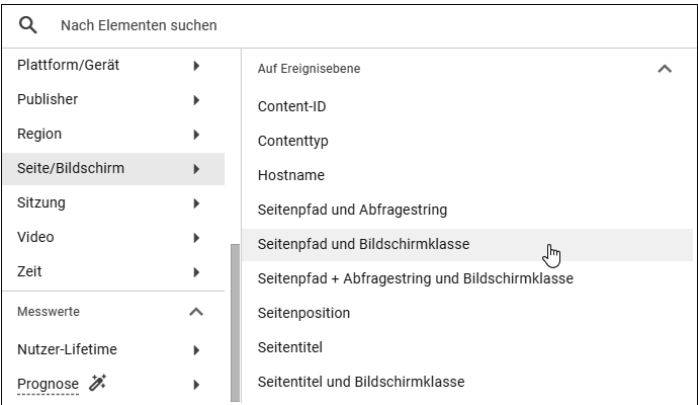 Nach Elementen suchen
Plattform/Gerät
Publisher
Region
Seite/Bildschirm
Sitzung
Video
Zeit
Messwerte
Nutzer-Lifetime
Prognose
Auf Ereignisebene
Content-ID
Contenttyp
Hostname
Seitenpfad und Abfragestring
Seitenpfad und Bildschirmklasse
Seitenpfad + Abfragestring und Bildschirmklasse
Seitenposition
Seitentitel
Seitentitel und Bildschirmklasse